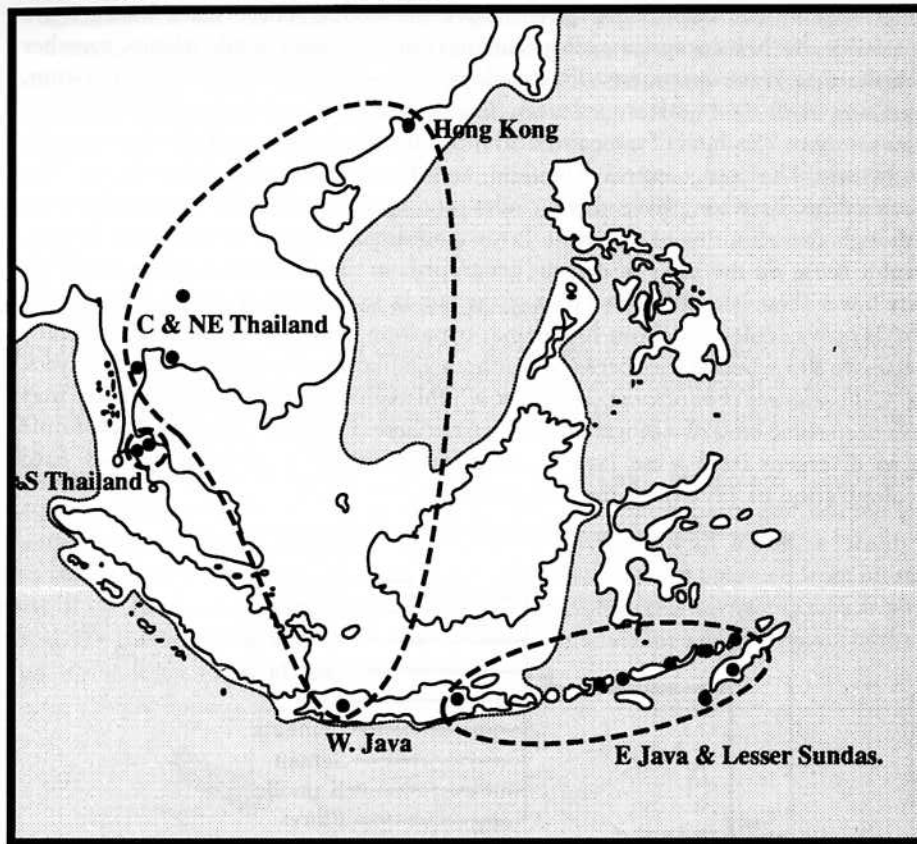 Hong Kong
C & NE Thailand
S Thailand
W. Java
E Java & Lesser Sundas.